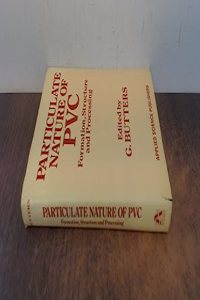 PARTICULATE
NATURE OF
PVC
Formation, Structure
and Processing
Edited by
G. BUTTERS
APPLIED SCIENCE PUBLISHERS
PARTICULATE NATURE OF PVC
Formation, Structure and Processing